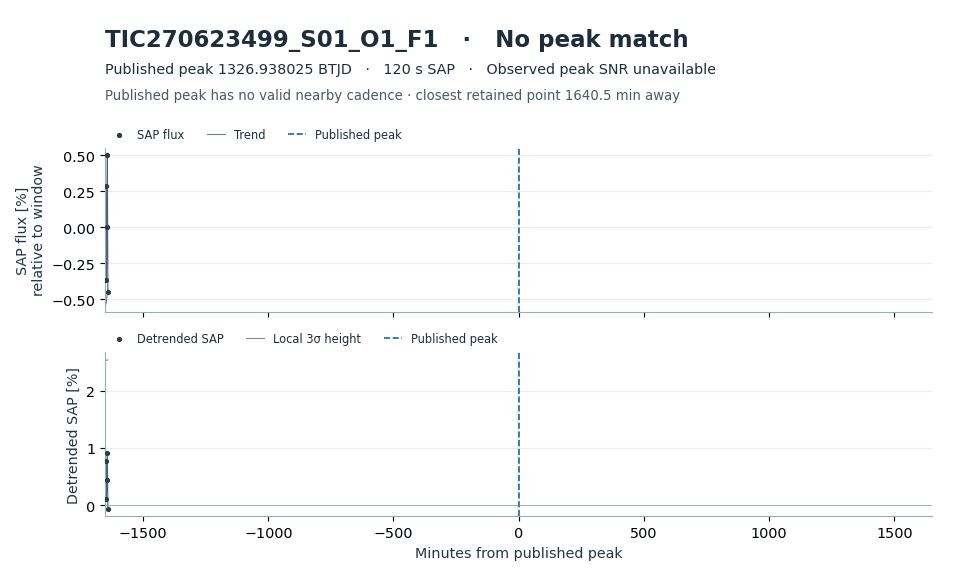 TIC270623499_S01_O1_F1 · No peak match
Published peak 1326.938025 BTJD · 120 s SAP · Observed peak SNR unavailable
Published peak has no valid nearby cadence · closest retained point 1640.5 min away
SAP flux Trend Published peak
0.50
0.25
0.00
−0.25
−0.50
SAP flux [%]
relative to window
Detrended SAP Local 3σ height Published peak
2
1
0
Detrended SAP [%]
−1500 −1000 −500 0 500 1000 1500
Minutes from published peak